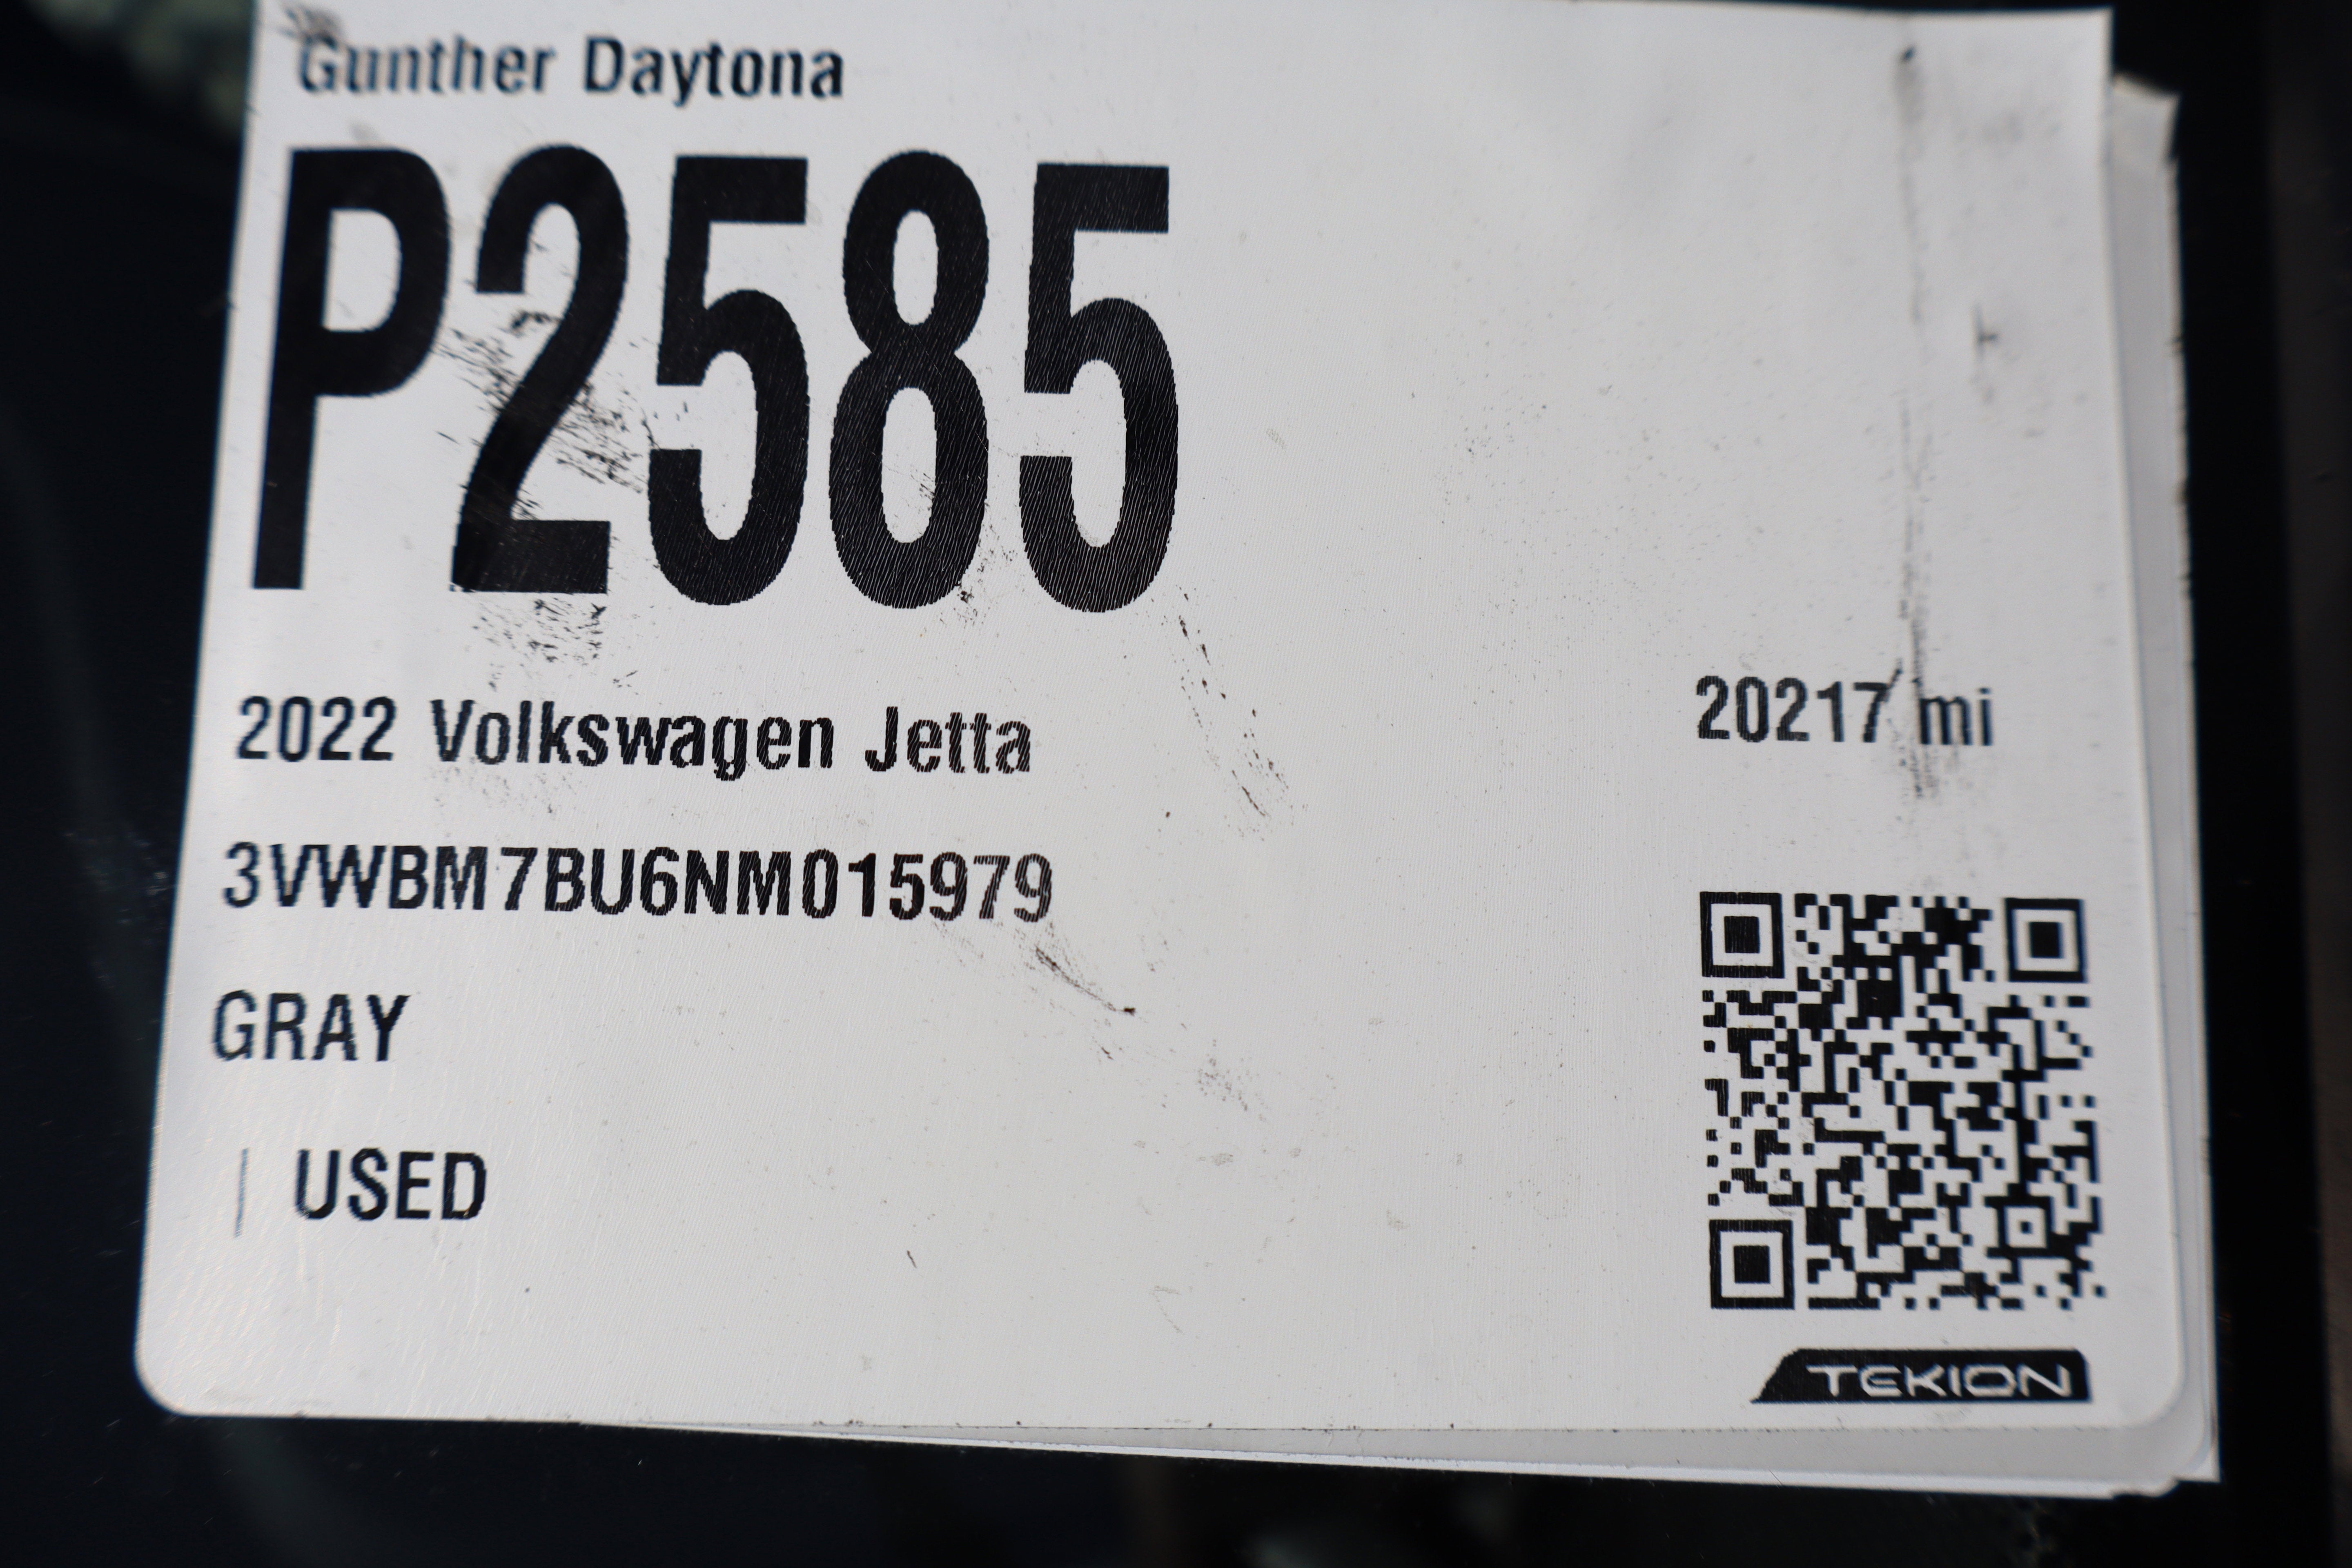 Gunther Daytona
P2585
2022 Volkswagen Jetta
20217 mi
3VWBM7BU6NM015979
GRAY
| USED
TEKION